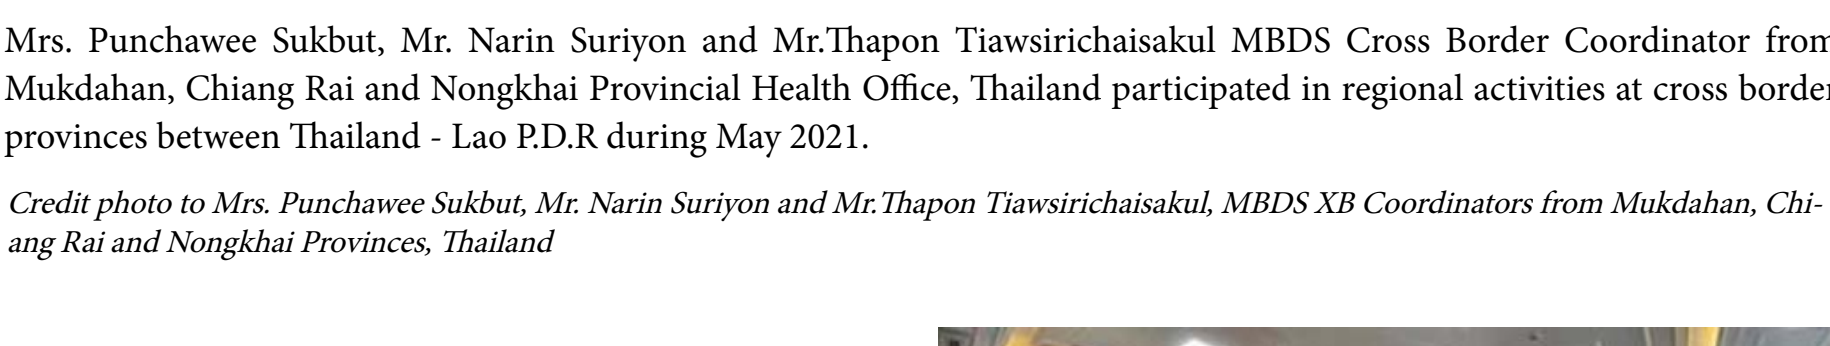 Mrs. Punchawee Sukbut, Mr. Narin Suriyon and Mr.Thapon Tiawsirichaisakul MBDS Cross Border Coordinator from
Mukdahan, Chiang Rai and Nongkhai Provincial Health Office, Thailand participated in regional activities at cross border
provinces between Thailand - Lao P.D.R during May 2021.
Credit photo to Mrs. Punchawee Sukbut, Mr. Narin Suriyon and Mr.Thapon Tiawsirichaisakul, MBDS XB Coordinators from Mukdahan, Chi-
ang Rai and Nongkhai Provinces, Thailand